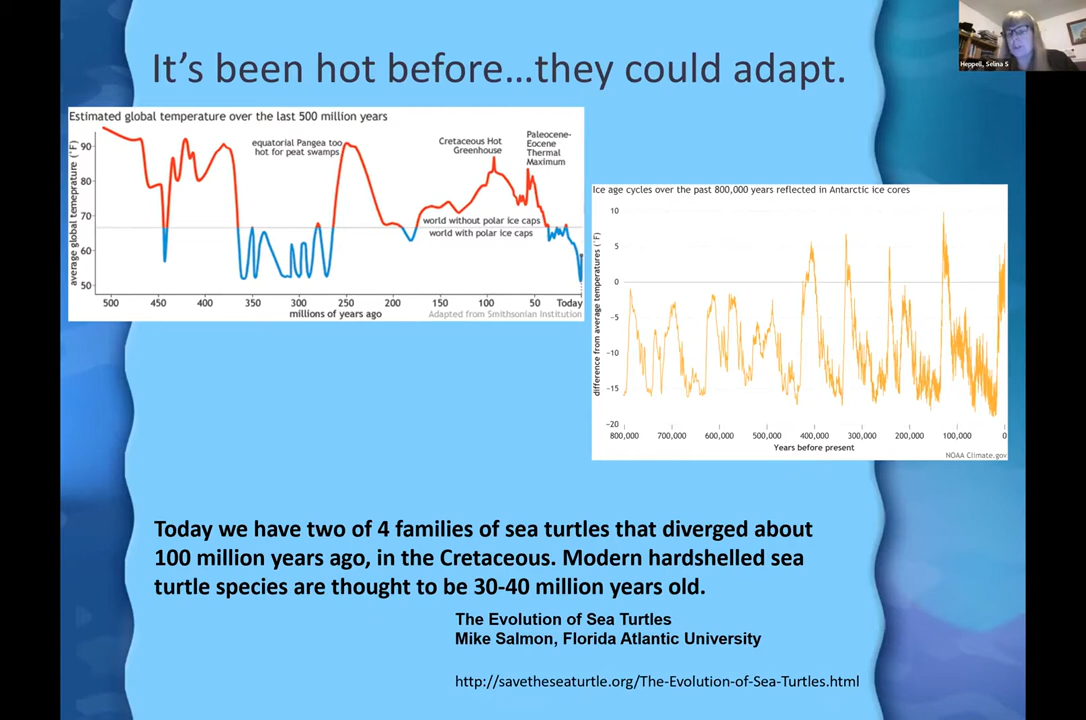 It's been hot before…they could adapt.
Heppell, Selina S
Estimated global temperature over the last 500 million years
average global temperature (°F)
90
80
70
60
50
equatorial Pangea too
hot for peat swamps
Cretaceous Hot
Greenhouse
Paleocene-
Eocene
Thermal
Maximum
world without polar ice caps
world with polar ice caps
500 450 400 350 300 250 200 150 100 50 Today
millions of years ago
Adapted from Smithsonian Institution
Ice age cycles over the past 800,000 years reflected in Antarctic ice cores
difference from average temperatures (°F)
10
5
0
-5
-10
-15
-20
800,000 700,000 600,000 500,000 400,000 300,000 200,000 100,000 0
Years before present
NOAA Climate.gov
Today we have two of 4 families of sea turtles that diverged about
100 million years ago, in the Cretaceous. Modern hardshelled sea
turtle species are thought to be 30-40 million years old.
The Evolution of Sea Turtles
Mike Salmon, Florida Atlantic University
http://savetheseaturtle.org/The-Evolution-of-Sea-Turtles.html